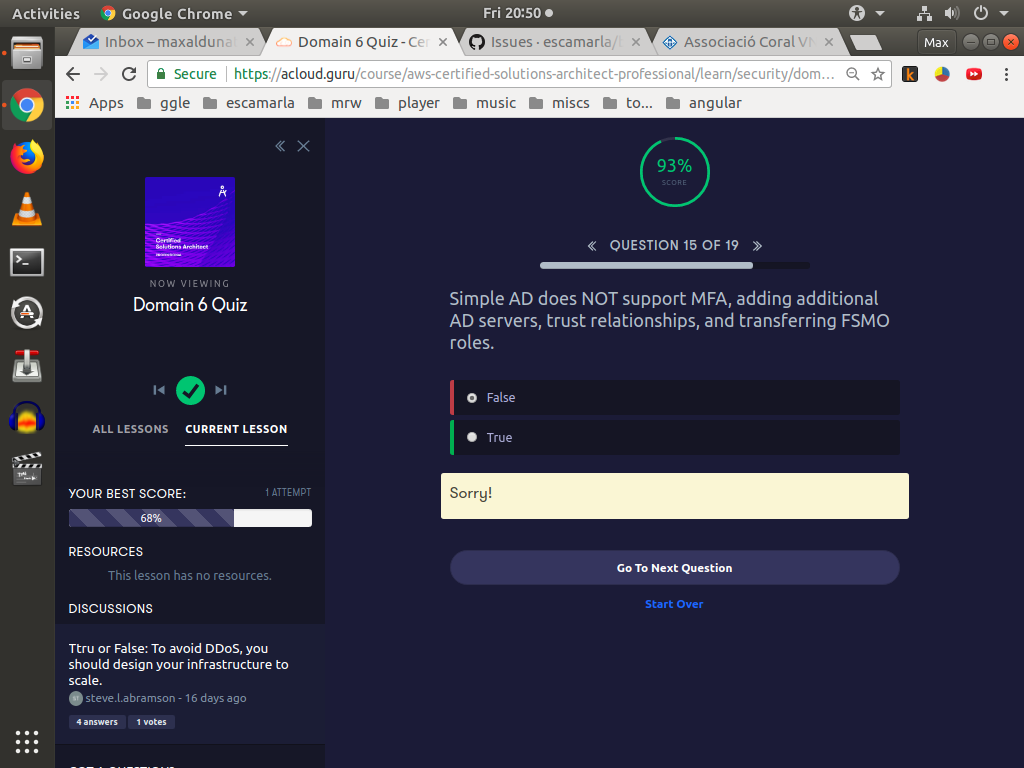 Activities
Google Chrome
Fri 20:50
Inbox – maxaldunat
Domain 6 Quiz - Cer
Issues · escamarla/l
Associació Coral VN
Max
Secure
https://acloud.guru/course/aws-certified-solutions-architect-professional/learn/security/dom…
Apps
ggle
escamarla
mrw
player
music
miscs
to...
angular
Certified
Solutions Architect
NOW VIEWING
Domain 6 Quiz
ALL LESSONS
CURRENT LESSON
YOUR BEST SCORE:
1 ATTEMPT
68%
RESOURCES
This lesson has no resources.
DISCUSSIONS
Ttru or False: To avoid DDoS, you
should design your infrastructure to
scale.
steve.l.abramson - 16 days ago
4 answers
1 votes
93%
SCORE
QUESTION 15 OF 19
Simple AD does NOT support MFA, adding additional
AD servers, trust relationships, and transferring FSMO
roles.
False
True
Sorry!
Go To Next Question
Start Over